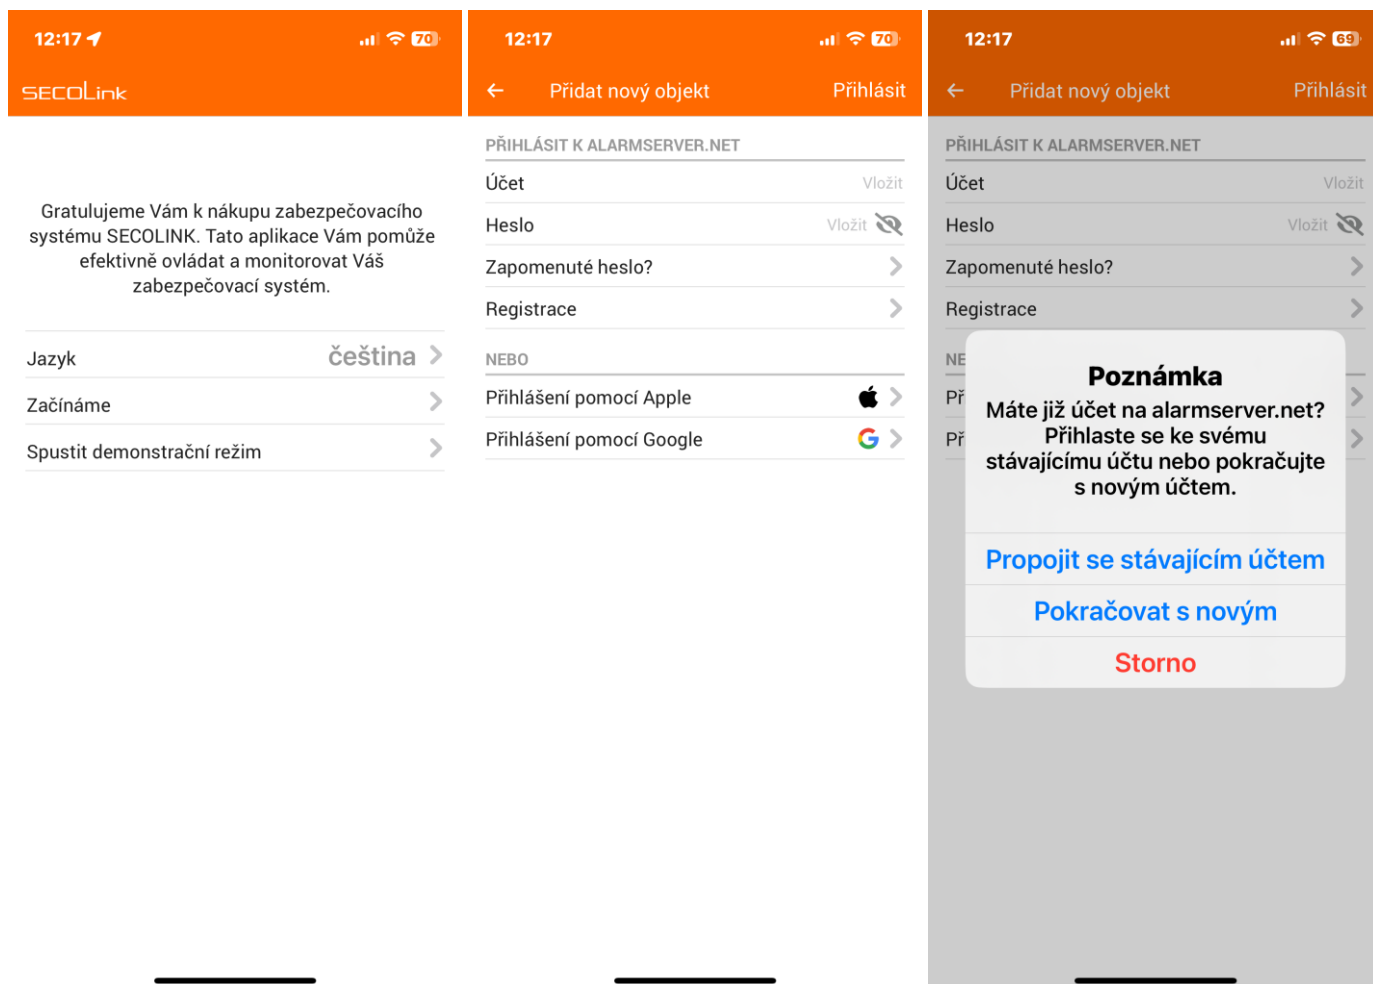 12:17
70
SECOLink
Gratulujeme Vám k nákupu zabezpečovacího
systému SECOLINK. Tato aplikace Vám pomůže
efektivně ovládat a monitorovat Váš
zabezpečovací systém.
Jazyk čeština
Začínáme
Spustit demonstrační režim
12:17
70
Přidat nový objekt Přihlásit
PŘIHLÁSIT K ALARMSERVER.NET
Účet Vložit
Heslo Vložit
Zapomenuté heslo?
Registrace
NEBO
Přihlášení pomocí Apple
Přihlášení pomocí Google
12:17
69
Přidat nový objekt Přihlásit
PŘIHLÁSIT K ALARMSERVER.NET
Účet Vložit
Heslo Vložit
Zapomenuté heslo?
Registrace
NE
Př
Př
Poznámka
Máte již účet na alarmserver.net?
Přihlaste se ke svému
stávajícímu účtu nebo pokračujte
s novým účtem.
Propojit se stávajícím účtem
Pokračovat s novým
Storno